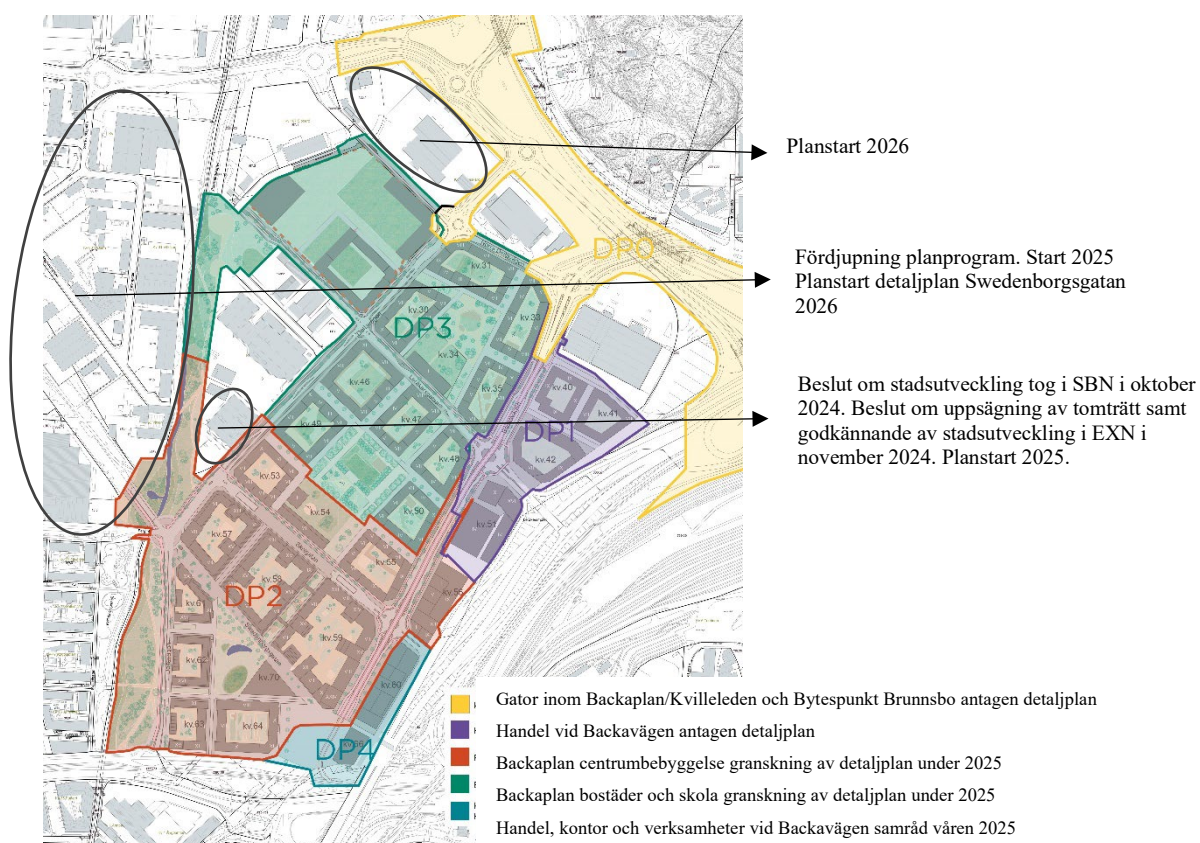 Planstart 2026
Fördjupning planprogram. Start 2025
Planstart detaljplan Swedenborgsgatan
2026
Beslut om stadsutveckling tog i SBN i oktober
2024. Beslut om uppsägning av tomträtt samt
godkännande av stadsutveckling i EXN i
november 2024. Planstart 2025.
DP0
kv.31
kv.30
kv.33
DP3
kv.34
kv.46
kv.35
kv.40
kv.41
kv.47
kv.49
DP1
kv.42
kv.48
kv.53
kv.50
kv.51
kv.54
kv.57
kv.55
DP2
kv.61
kv.59
kv.62
kv.70
kv.63
kv.64
DP4
Gator inom Backaplan/Kvilleleden och Bytespunkt Brunnsbo antagen detaljplan
Handel vid Backavägen antagen detaljplan
Backaplan centrumbebyggelse granskning av detaljplan under 2025
Backaplan bostäder och skola granskning av detaljplan under 2025
Handel, kontor och verksamheter vid Backavägen samråd våren 2025